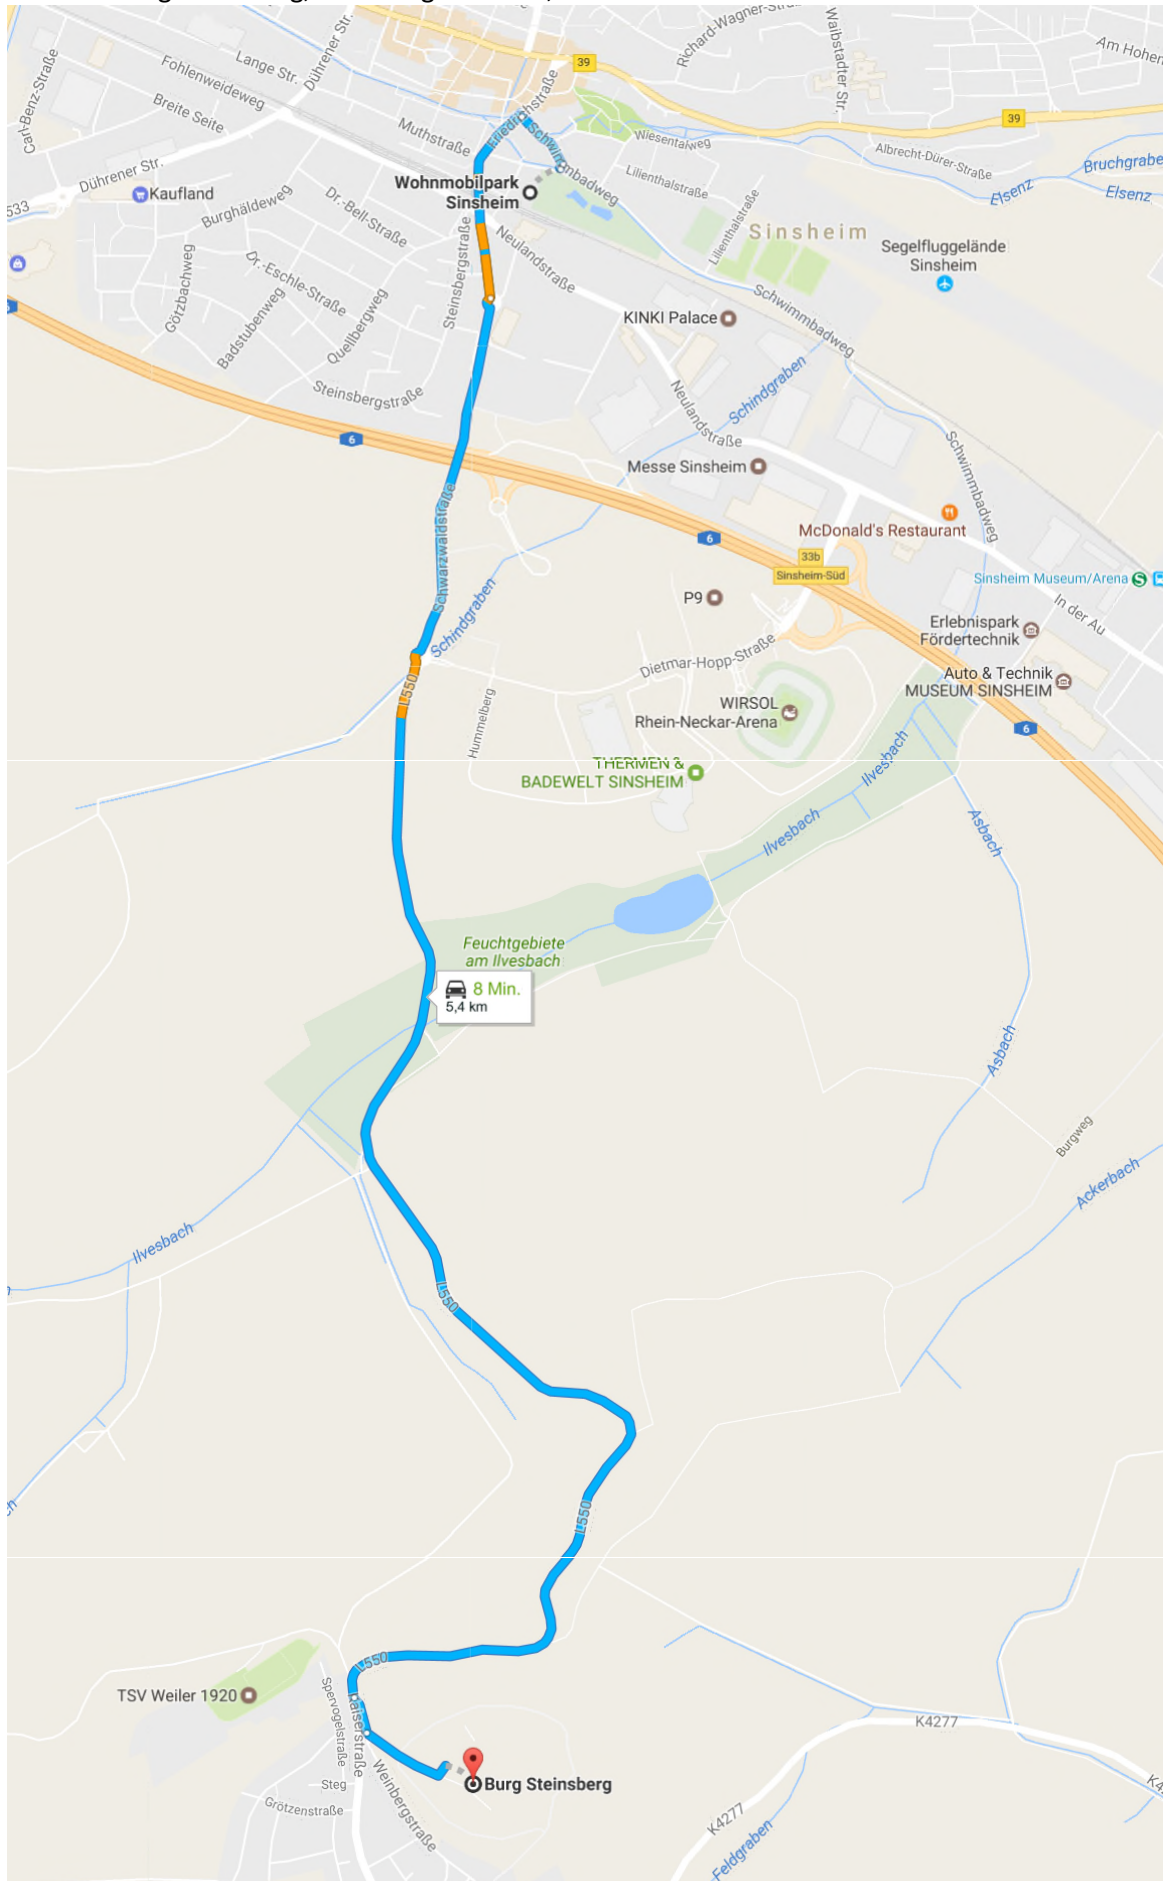 39
Richard-Wagner-Stra
Waibstadter Str.
Am Hohen
Lange Str.
Dührener Str.
Fohlenweideweg
Carl-Benz-Straße
Breite Seite
Friedrichstraße
39
Muthstraße
Schwimmbadweg
Wiesentalweg
Albrecht-Dürer-Straße
Bruchgrabe
Dührener Str.
Lilienthalstraße
Elsenz
Elsenz
Kaufland
Wohnmobilpark
Sinsheim
533
Burghäldeweg
Dr.-Bell-Straße
Lilienthalstraße
Sinsheim
Segelfluggelände
Sinsheim
Götzbachweg
Dr.-Eschle-Straße
Steinsbergstraße
Neulandstraße
Badstubenweg
Quellbergweg
Schwimmbadweg
KINKI Palace
Steinsbergstraße
Schindgraben
Neulandstraße
6
Messe Sinsheim
Schwimmbadweg
Schwarzwaldstraße
McDonald's Restaurant
6
33b
Sinsheim-Süd
Sinsheim Museum/Arena
S
P9
Schindgraben
In der Au
Erlebnispark
Fördertechnik
Dietmar-Hopp-Straße
Auto & Technik
MUSEUM SINSHEIM
L550
Hummelberg
WIRSOL
Rhein-Neckar-Arena
6
Ilvesbach
THERMEN &
BADEWELT SINSHEIM
Ilvesbach
Asbach
Feuchtgebiete
am Ilvesbach
8 Min.
5,4 km
Asbach
Burgweg
Ackerbach
Ilvesbach
L550
L550
L550
TSV Weiler 1920
Spervogelstraße
Kaiserstraße
K4277
Steg
Weinbergstraße
Burg Steinsberg
Grötzenstraße
K4277
Feldgraben